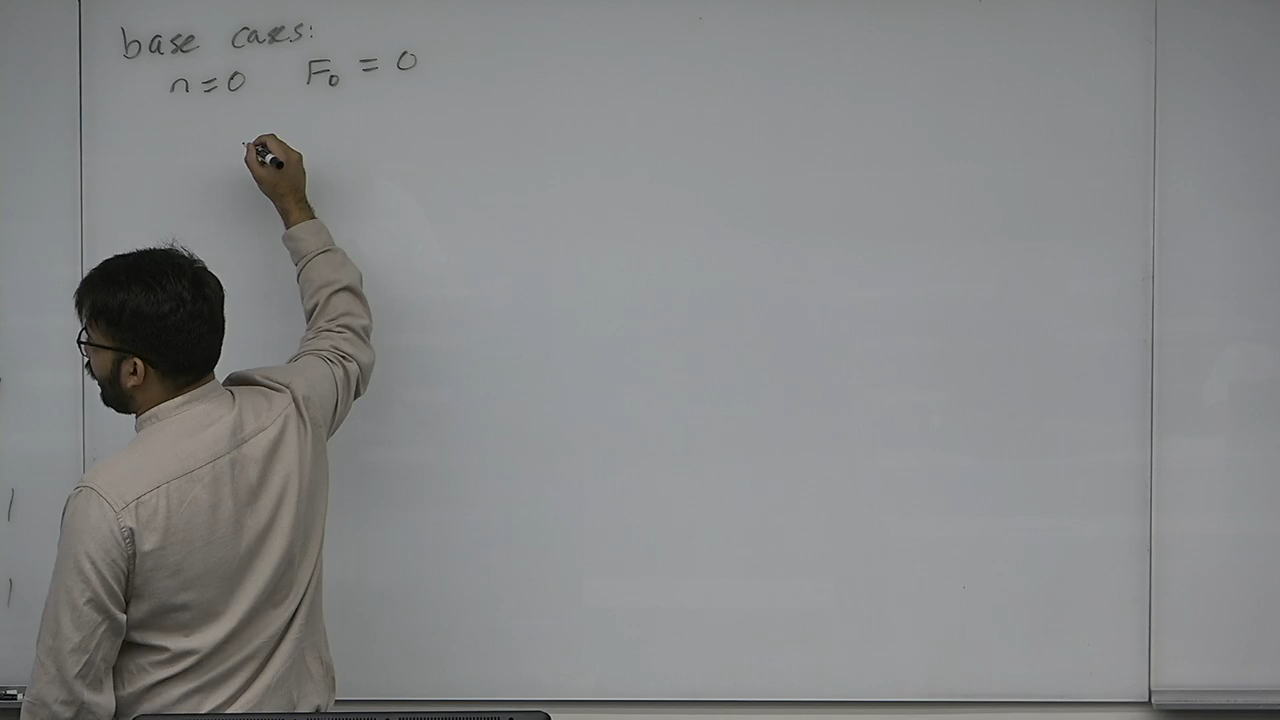 base cases:
n = 0 F₀ = 0